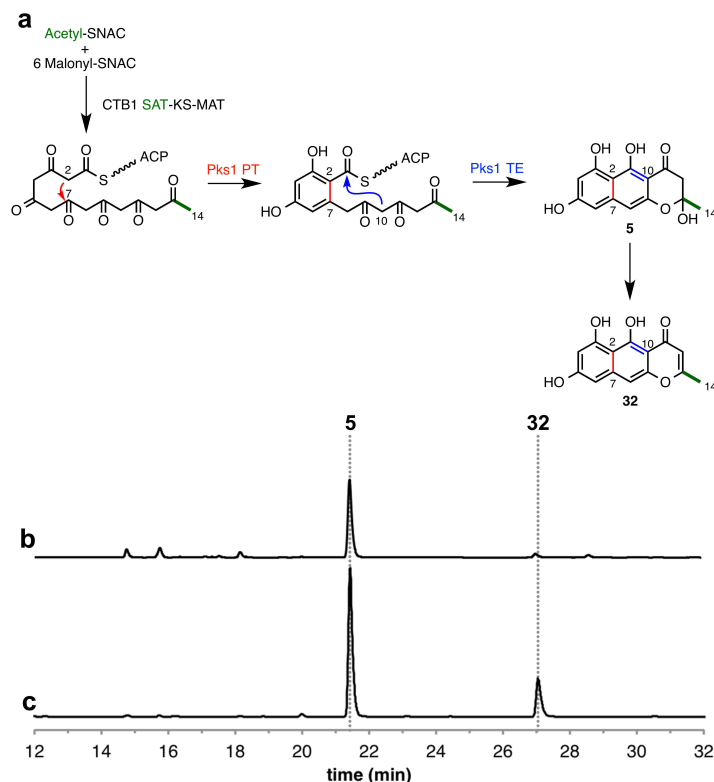 a
Acetyl-SNAC
+
6 Malonyl-SNAC
CTB1 SAT-KS-MAT
O O O O O O O
2 7 14
S ACP
Pks1 PT
OH O
HO 2 7 10 14
S ACP
O O O
Pks1 TE
OH OH O
HO 2 7 10 14
O OH
5
OH OH O
HO 2 7 10 14
O
32
5 32
b
c
12 14 16 18 20 22 24 26 28 30 32
time (min)